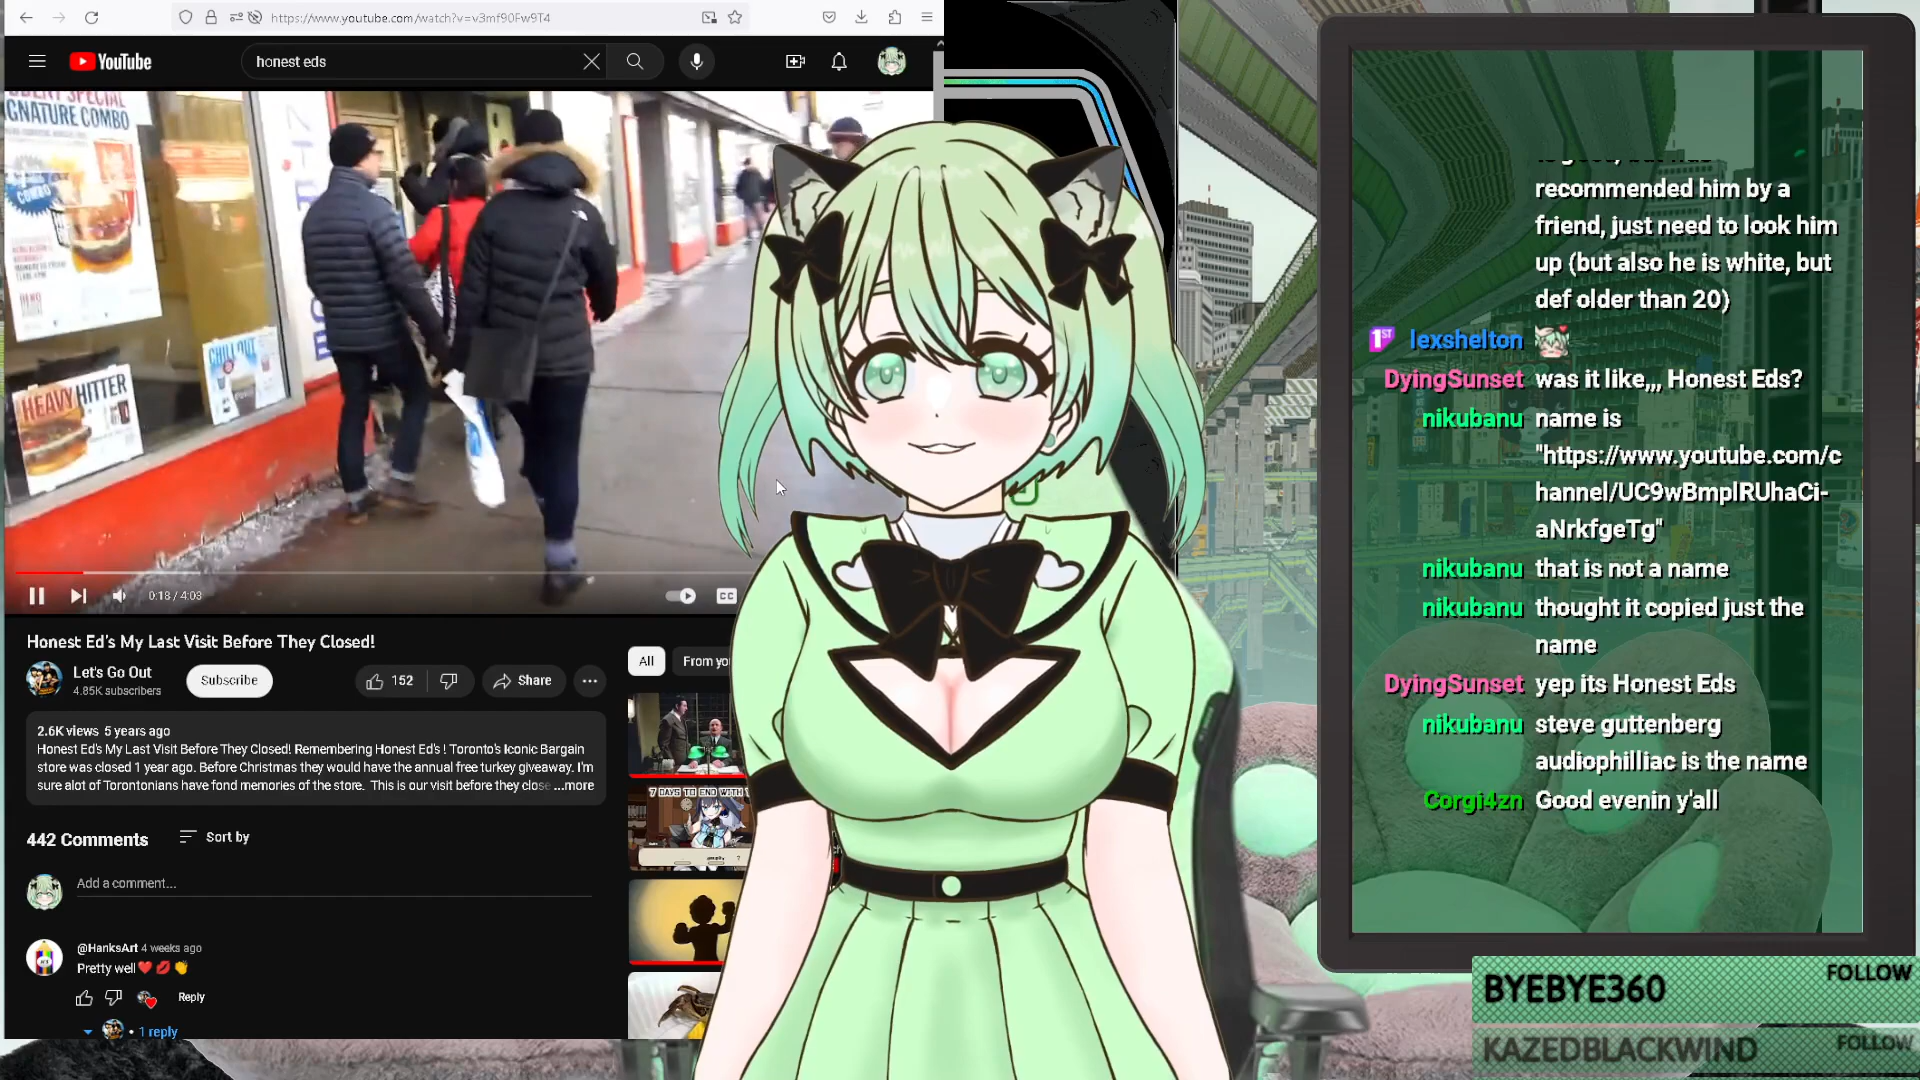 https://www.youtube.com/watch?v=v3mf90Fw9T4
YouTube
honest eds
GNATURE COMBO
COMBO
CHILL OUT
HEAVY HITTER
0:18 / 4:03
CC
Honest Ed's My Last Visit Before They Closed!
Let's Go Out
4.85K subscribers
Subscribe
152
Share
All
From you
2.6K views 5 years ago
Honest Ed's My Last Visit Before They Closed! Remembering Honest Ed's ! Toronto's Iconic Bargain
store was closed 1 year ago. Before Christmas they would have the annual free turkey giveaway. I'm
sure alot of Torontonians have fond memories of the store. This is our visit before they close ...more
7 DAYS TO END WITH
442 Comments
Sort by
Add a comment...
@HanksArt 4 weeks ago
Pretty well❤️💋👏
Reply
• 1 reply
recommended him by a
friend, just need to look him
up (but also he is white, but
def older than 20)
1ST lexshelton
DyingSunset was it like,,, Honest Eds?
nikubanu name is
"https://www.youtube.com/c
hannel/UC9wBmplRUhaCi-
aNrkfgeTg"
nikubanu that is not a name
nikubanu thought it copied just the
name
DyingSunset yep its Honest Eds
nikubanu steve guttenberg
audiophilliac is the name
Corgi4zn Good evenin y'all
BYEBYE360 FOLLOW
KAZEDBLACKWIND FOLLOW